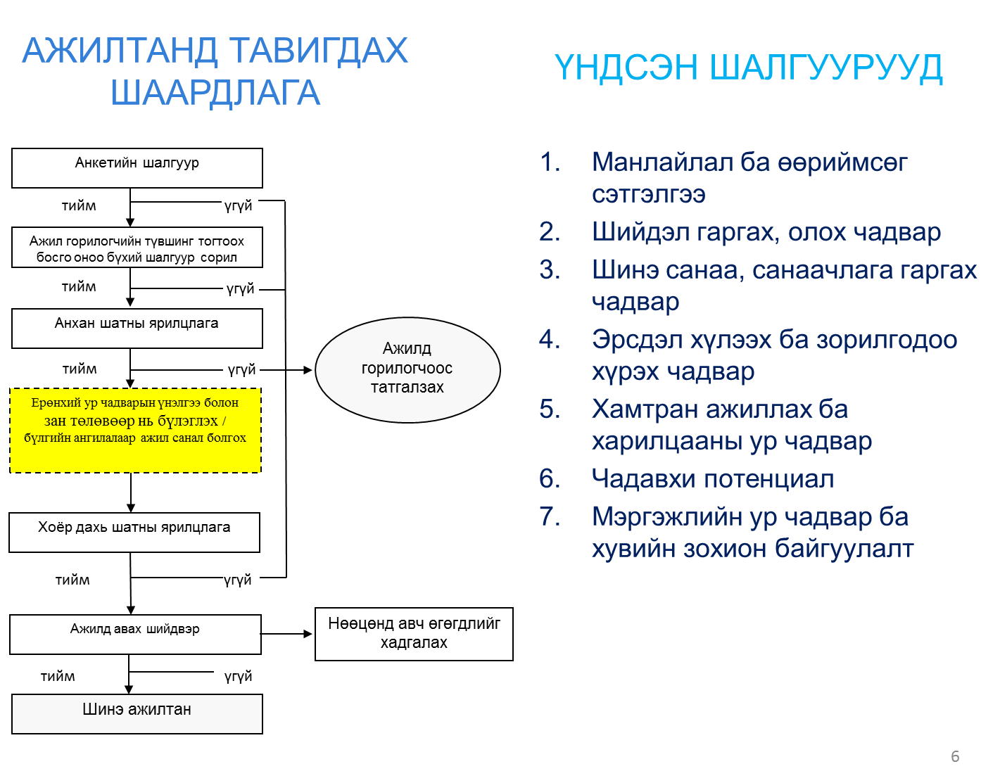 АЖИЛТАНД ТАВИГДАХ
ШААРДЛАГА
Анкетийн шалгуур
тийм
үгүй
Ажил горилогчийн түвшинг тогтоох
босго оноо бүхий шалгуур сорил
тийм
үгүй
Анхан шатны ярилцлага
тийм
үгүй
Ажилд
горилогчоос
татгалзах
Ерөнхий ур чадварын үнэлгээ болон
зан төлөвөөр нь бүлэглэх /
бүлгийн ангилалаар ажил санал болгох
Хоёр дахь шатны ярилцлага
тийм
үгүй
Ажилд авах шийдвэр
Нөөцөнд авч өгөгдлийг
хадгалах
тийм
үгүй
Шинэ ажилтан
ҮНДСЭН ШАЛГУУРУУД
1. Манлайлал ба өөриймсөг
сэтгэлгээ
2. Шийдэл гаргах, олох чадвар
3. Шинэ санаа, санаачлага гаргах
чадвар
4. Эрсдэл хүлээх ба зорилгодоо
хүрэх чадвар
5. Хамтран ажиллах ба
харилцааны ур чадвар
6. Чадавхи потенциал
7. Мэргэжлийн ур чадвар ба
хувийн зохион байгуулалт
6